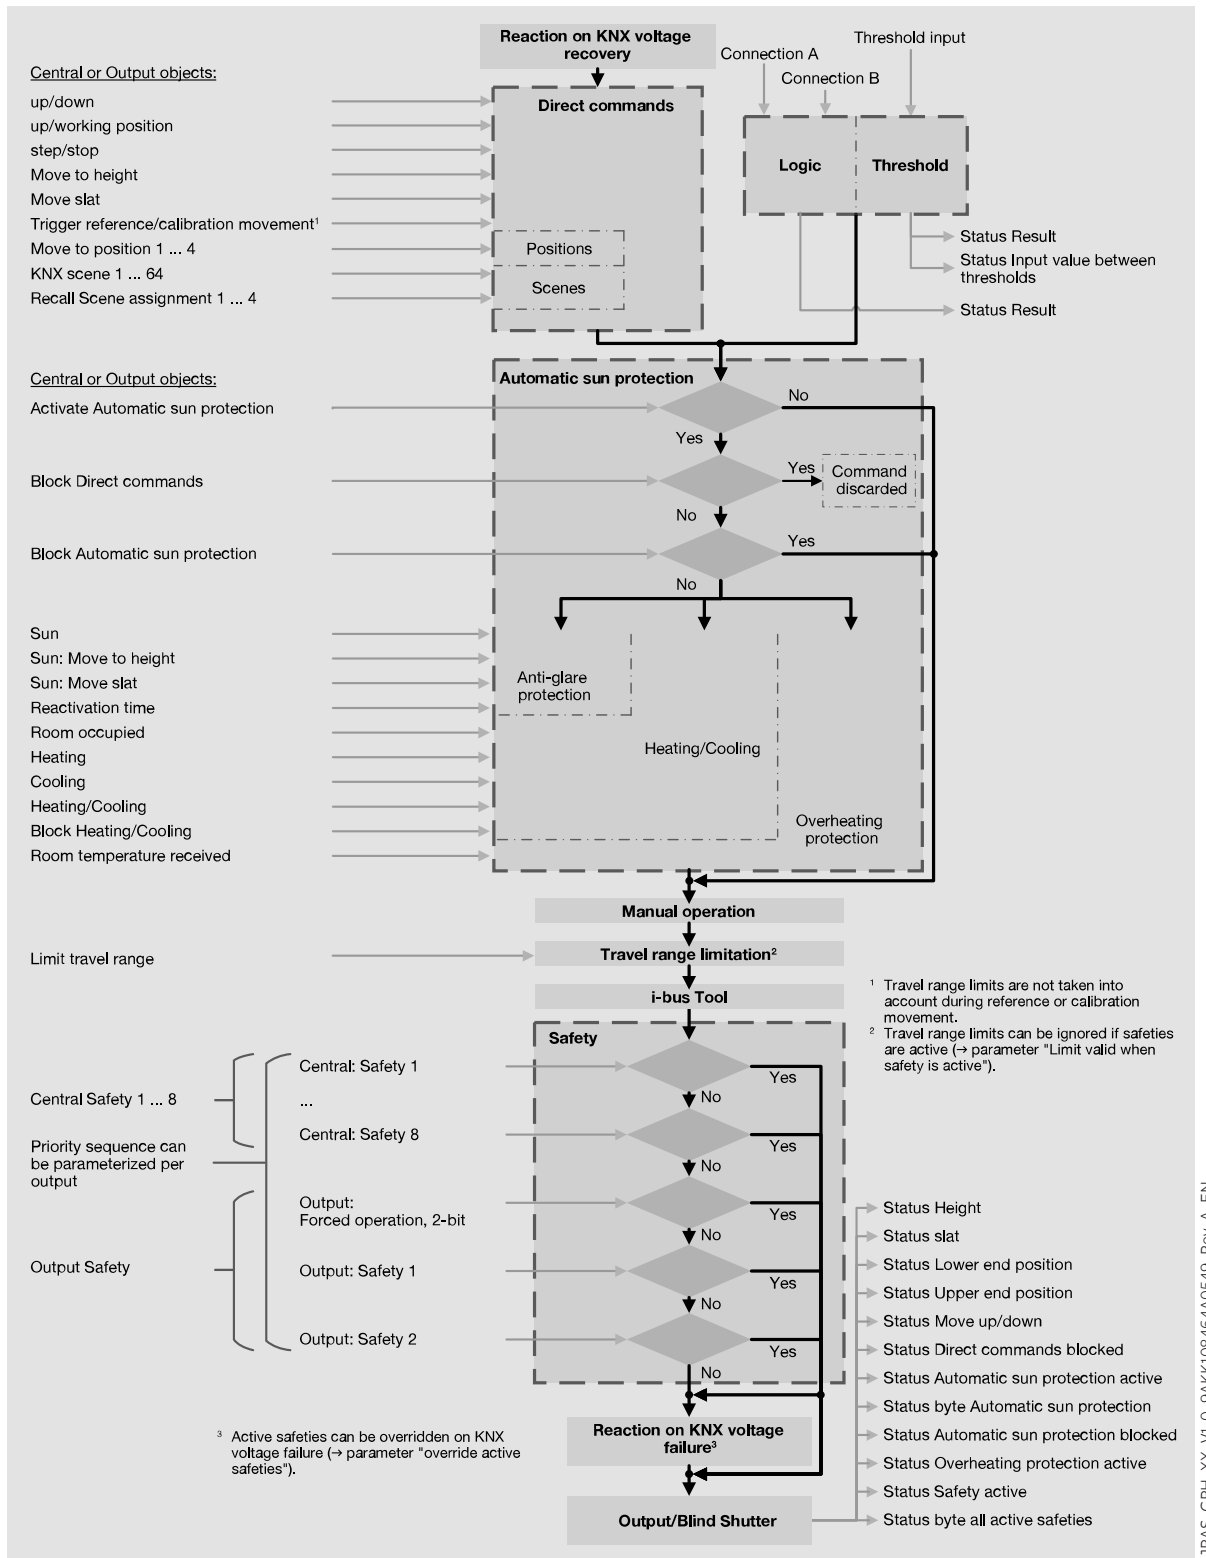 Reaction on KNX voltage
recovery
Threshold input
Connection A
Connection B
Central or Output objects:
up/down
up/working position
step/stop
Move to height
Move slat
Trigger reference/calibration movement¹
Move to position 1 ... 4
KNX scene 1 ... 64
Recall Scene assignment 1 ... 4
Direct commands
Positions
Scenes
Logic
Threshold
Status Result
Status Input value between
thresholds
Status Result
Central or Output objects:
Activate Automatic sun protection
Block Direct commands
Block Automatic sun protection
Automatic sun protection
No
Yes
Yes
Command
discarded
No
Yes
No
Sun
Sun: Move to height
Sun: Move slat
Reactivation time
Room occupied
Heating
Cooling
Heating/Cooling
Block Heating/Cooling
Room temperature received
Anti-glare
protection
Heating/Cooling
Overheating
protection
Manual operation
Limit travel range
Travel range limitation²
i-bus Tool
¹ Travel range limits are not taken into
account during reference or calibration
movement.
² Travel range limits can be ignored if safeties
are active (→ parameter "Limit valid when
safety is active").
Safety
Central Safety 1 ... 8
Priority sequence can
be parameterized per
output
Output Safety
Central: Safety 1
...
Central: Safety 8
Output:
Forced operation, 2-bit
Output: Safety 1
Output: Safety 2
Yes
No
Yes
No
Yes
No
Yes
No
Yes
No
³ Active safeties can be overridden on KNX
voltage failure (→ parameter "override active
safeties").
Reaction on KNX voltage
failure³
Output/Blind Shutter
Status Height
Status slat
Status Lower end position
Status Upper end position
Status Move up/down
Status Direct commands blocked
Status Automatic sun protection active
Status byte Automatic sun protection
Status Automatic sun protection blocked
Status Overheating protection active
Status Safety active
Status byte all active safeties